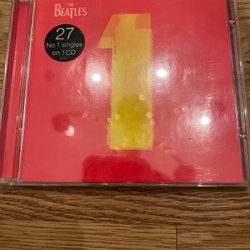 THE
BEATLES
27
No.1 singles
on 1CD
1